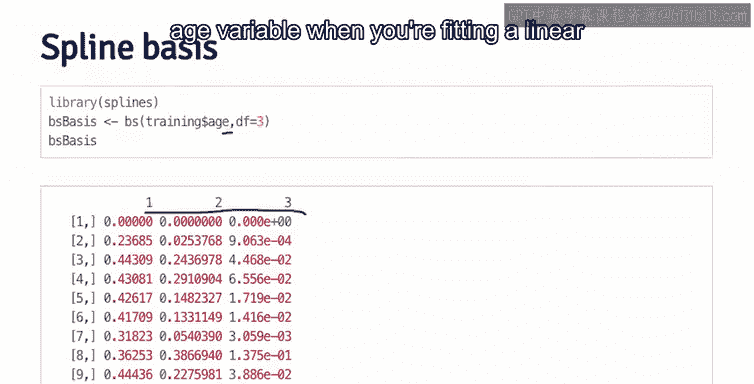 age variable when you're fitting a linear
Spline basis
library(splines)
bsBasis <- bs(training$age,df=3)
bsBasis
1 2 3
[1,] 0.00000 0.0000000 0.000e+00
[2,] 0.23685 0.0253768 9.063e-04
[3,] 0.44309 0.2436978 4.468e-02
[4,] 0.43081 0.2910904 6.556e-02
[5,] 0.42617 0.1482327 1.719e-02
[6,] 0.41709 0.1331149 1.416e-02
[7,] 0.31823 0.0540390 3.059e-03
[8,] 0.36253 0.3866940 1.375e-01
[9,] 0.44436 0.2275981 3.886e-02